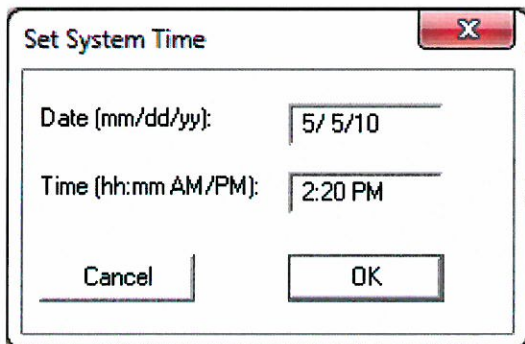 Set System Time
X
Date (mm/dd/yy): 5/ 5/10
Time (hh:mm AM/PM): 2:20 PM
Cancel OK